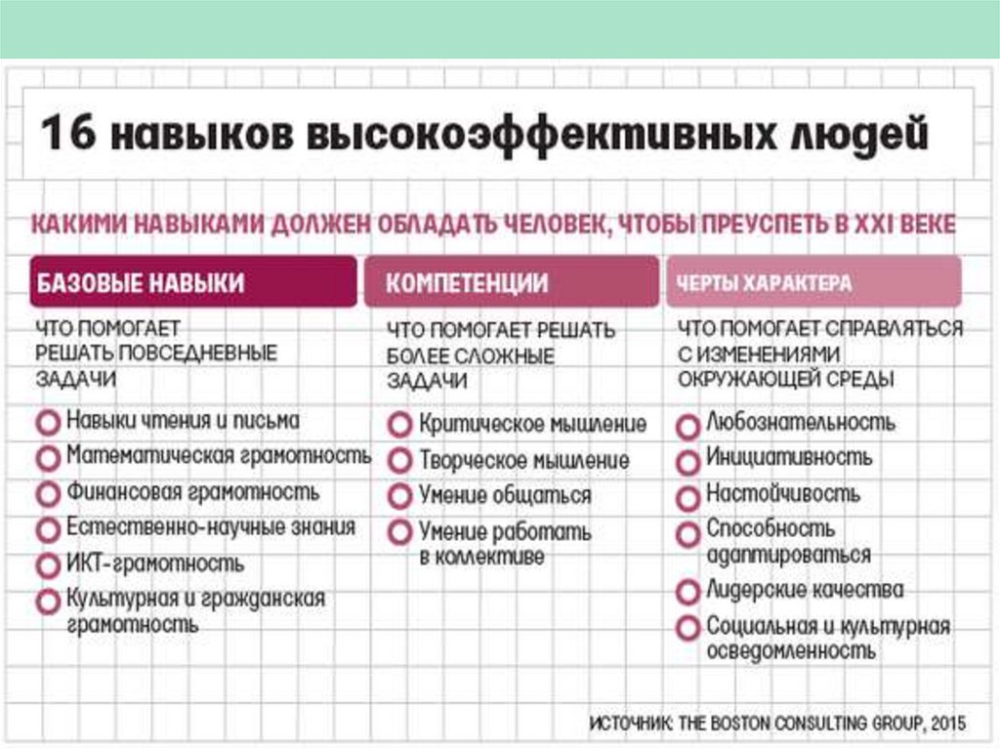 16 навыков высокоэффективных людей
КАКИМИ НАВЫКАМИ ДОЛЖЕН ОБЛАДАТЬ ЧЕЛОВЕК, ЧТОБЫ ПРЕУСПЕТЬ В XXI ВЕКЕ
БАЗОВЫЕ НАВЫКИ
ЧТО ПОМОГАЕТ
РЕШАТЬ ПОВСЕДНЕВНЫЕ
ЗАДАЧИ
Навыки чтения и письма
Математическая грамотность
Финансовая грамотность
Естественно-научные знания
ИКТ-грамотность
Культурная и гражданская
грамотность
КОМПЕТЕНЦИИ
ЧТО ПОМОГАЕТ РЕШАТЬ
БОЛЕЕ СЛОЖНЫЕ
ЗАДАЧИ
Критическое мышление
Творческое мышление
Умение общаться
Умение работать
в коллективе
ЧЕРТЫ ХАРАКТЕРА
ЧТО ПОМОГАЕТ СПРАВЛЯТЬСЯ
С ИЗМЕНЕНИЯМИ
ОКРУЖАЮЩЕЙ СРЕДЫ
Любознательность
Инициативность
Настойчивость
Способность
адаптироваться
Лидерские качества
Социальная и культурная
осведомленность
ИСТОЧНИК: THE BOSTON CONSULTING GROUP, 2015